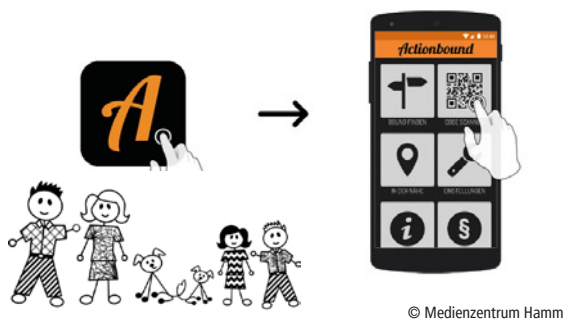 A
Actionbound
BOUND FINDEN
CODE SCANNEN
IN DER NÄHE
EINSTELLUNGEN
i
§
© Medienzentrum Hamm